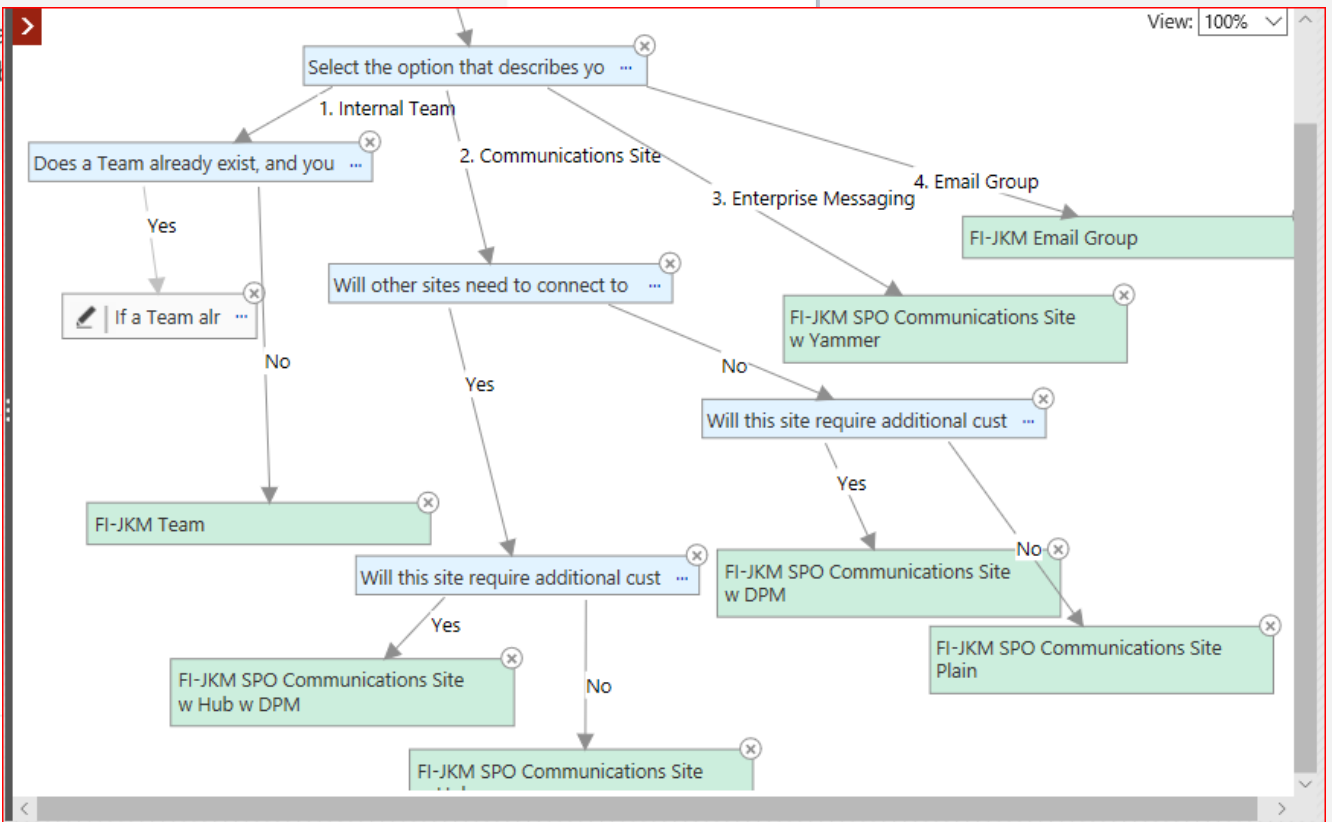 View: 100%
Select the option that describes yo ...
1. Internal Team
Does a Team already exist, and you ...
2. Communications Site
4. Email Group
3. Enterprise Messaging
Yes
FI-JKM Email Group
Will other sites need to connect to ...
If a Team alr ...
FI-JKM SPO Communications Site
w Yammer
No
No
Yes
Will this site require additional cust ...
Yes
FI-JKM Team
No
Will this site require additional cust ...
FI-JKM SPO Communications Site
w DPM
Yes
FI-JKM SPO Communications Site
Plain
FI-JKM SPO Communications Site
w Hub w DPM
No
FI-JKM SPO Communications Site